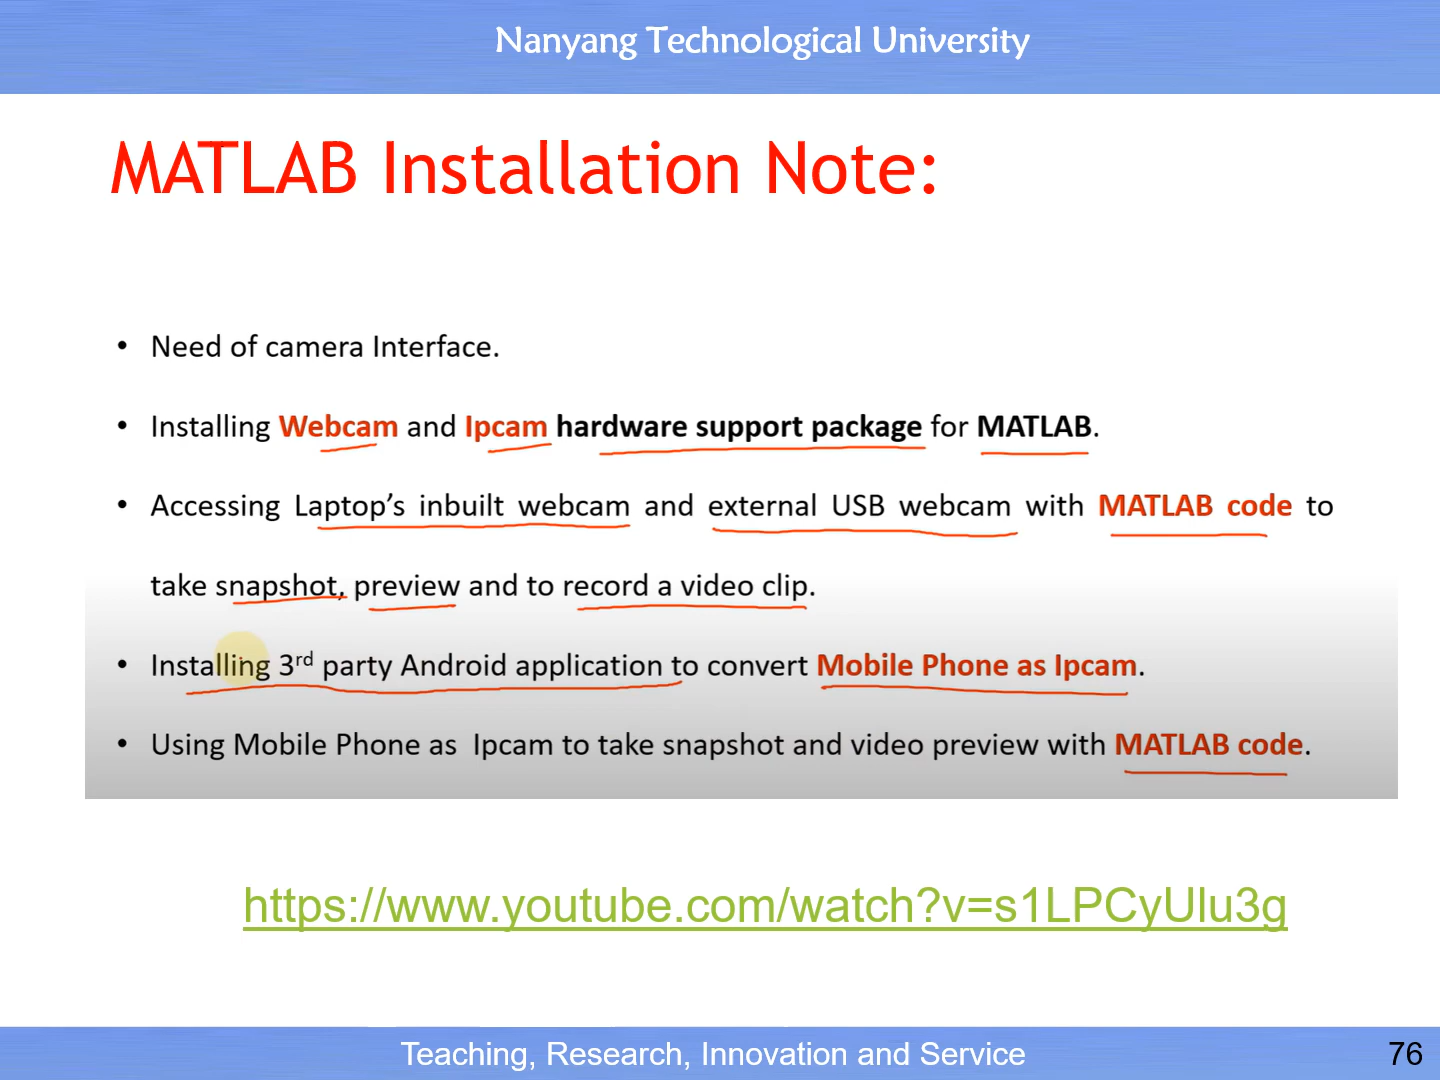 Nanyang Technological University
MATLAB Installation Note:
• Need of camera Interface.
• Installing Webcam and Ipcam hardware support package for MATLAB.
• Accessing Laptop's inbuilt webcam and external USB webcam with MATLAB code to
take snapshot, preview and to record a video clip.
• Installing 3rd party Android application to convert Mobile Phone as Ipcam.
• Using Mobile Phone as Ipcam to take snapshot and video preview with MATLAB code.
https://www.youtube.com/watch?v=s1LPCyUlu3g
Teaching, Research, Innovation and Service
76